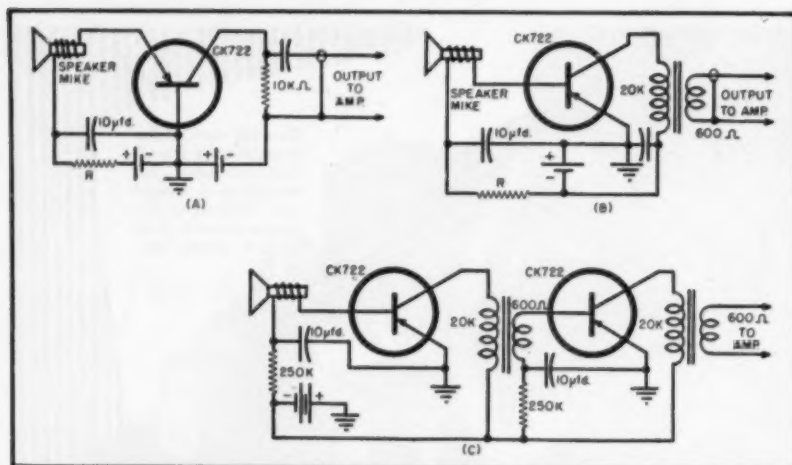 CK722
SPEAKER
MIKE
10µfd.
R
+ -
+ -
10K Ω
OUTPUT
TO
AMP.
(A)
CK722
SPEAKER
MIKE
10µfd.
R
+
-
20K
OUTPUT
TO AMP.
600 Ω
(B)
CK722
10µfd.
250K
- +
20K
600Ω
CK722
10µfd.
250K
20K
600 Ω
TO
AMP.
(C)